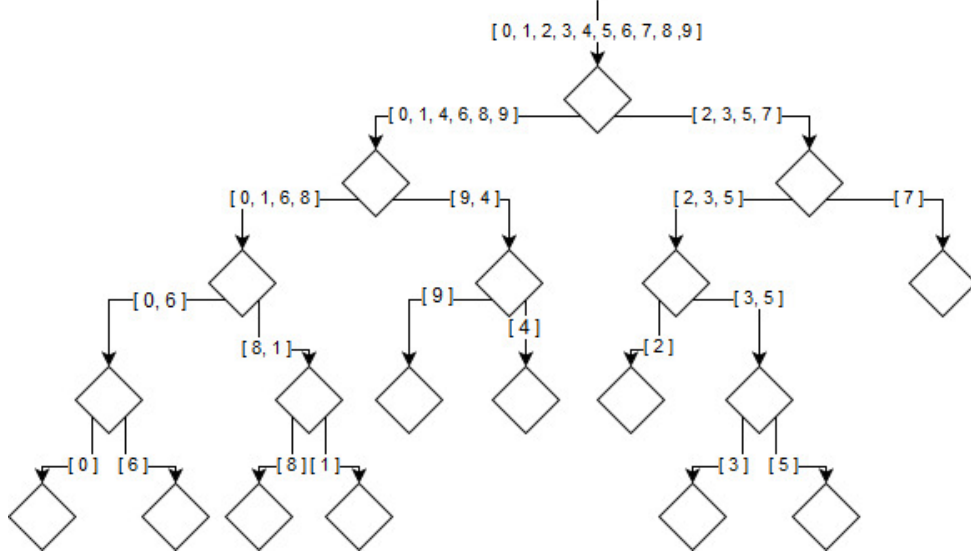 [ 0, 1, 2, 3, 4, 5, 6, 7, 8 ,9 ]
[ 0, 1, 4, 6, 8, 9 ]
[ 2, 3, 5, 7 ]
[ 0, 1, 6, 8 ]
[ 9, 4 ]
[ 2, 3, 5 ]
[ 7 ]
[ 0, 6 ]
[ 9 ]
[ 3, 5 ]
[ 4 ]
[ 8, 1 ]
[ 2 ]
[ 0 ]
[ 6 ]
[ 8 ]
[ 1 ]
[ 3 ]
[ 5 ]